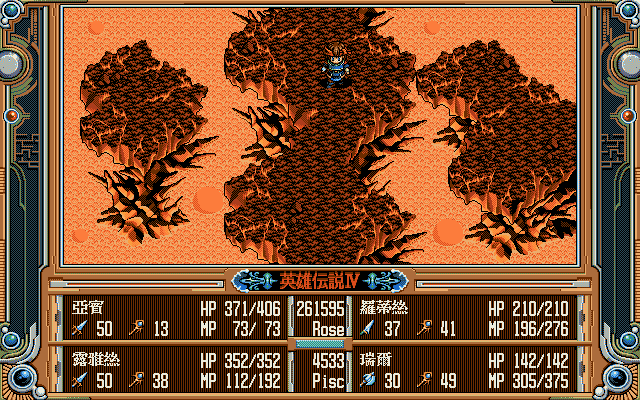 英雄伝説Ⅳ
亞賓 HP 371/406
50 13 MP 73/ 73
261595
Rose
羅蒂絲 HP 210/210
37 41 MP 196/276
露雅絲 HP 352/352
50 38 MP 112/192
4533
Pisc
瑞爾 HP 142/142
30 49 MP 305/375